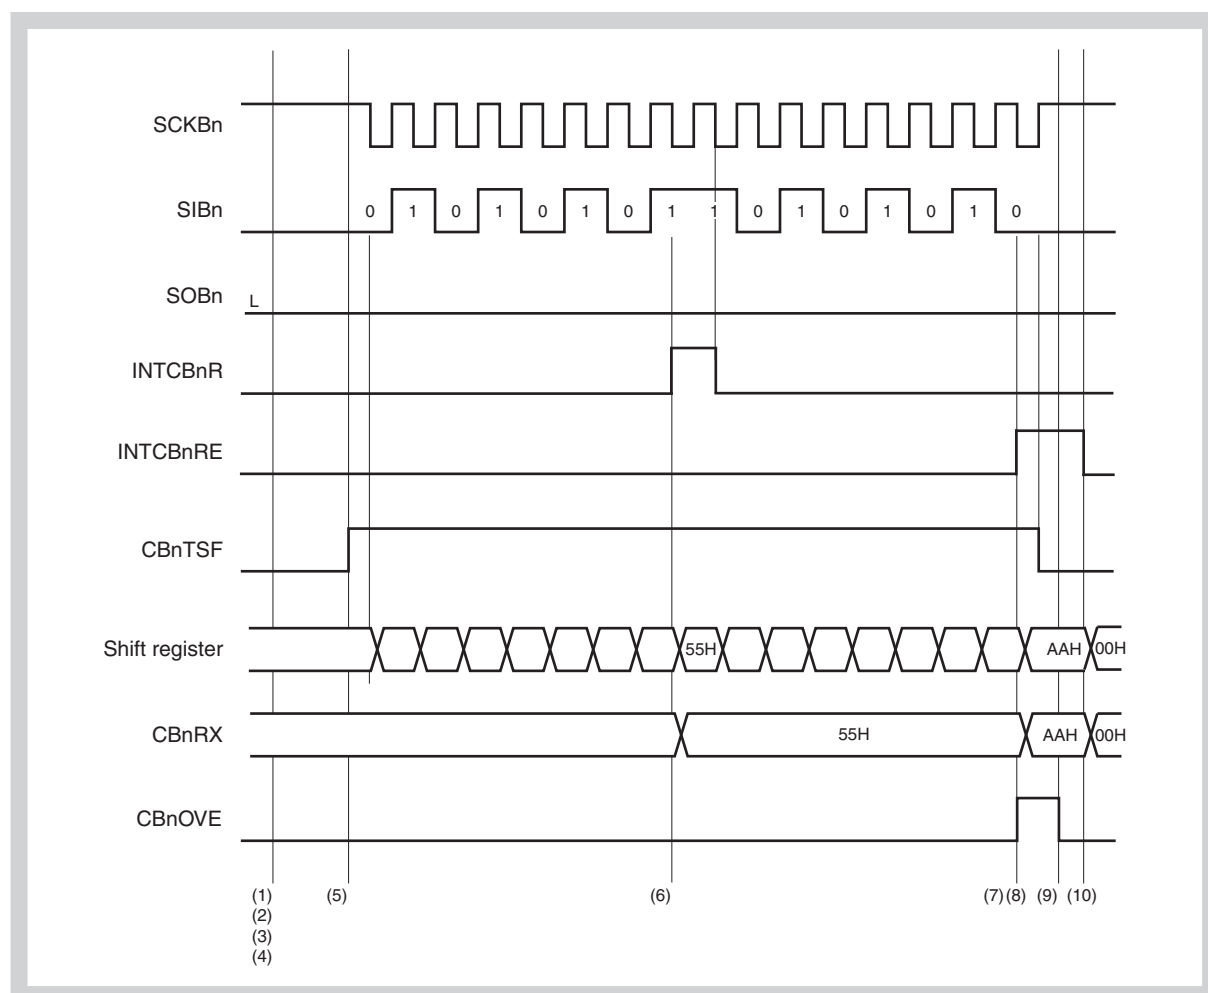 SCKBn
SIBn
0 1 0 1 0 1 0 1 1 0 1 0 1 0 1 0
SOBn
L
INTCBnR
INTCBnRE
CBnTSF
Shift register
55H AAH 00H
CBnRX
55H AAH 00H
CBnOVE
(1) (5) (6) (7) (8) (9) (10)
(2)
(3)
(4)